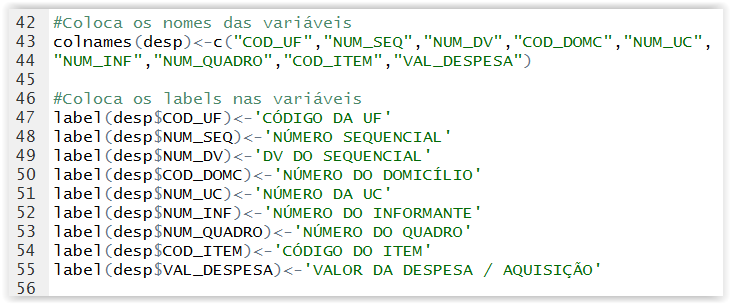 42 #Coloca os nomes das variáveis
43 colnames(desp)<-c("COD_UF","NUM_SEQ","NUM_DV","COD_DOMC","NUM_UC",
44 "NUM_INF","NUM_QUADRO","COD_ITEM","VAL_DESPESA")
45
46 #Coloca os labels nas variáveis
47 label(desp$COD_UF)<-'CÓDIGO DA UF'
48 label(desp$NUM_SEQ)<-'NÚMERO SEQUENCIAL'
49 label(desp$NUM_DV)<-'DV DO SEQUENCIAL'
50 label(desp$COD_DOMC)<-'NÚMERO DO DOMICÍLIO'
51 label(desp$NUM_UC)<-'NÚMERO DA UC'
52 label(desp$NUM_INF)<-'NÚMERO DO INFORMANTE'
53 label(desp$NUM_QUADRO)<-'NÚMERO DO QUADRO'
54 label(desp$COD_ITEM)<-'CÓDIGO DO ITEM'
55 label(desp$VAL_DESPESA)<-'VALOR DA DESPESA / AQUISIÇÃO'
56